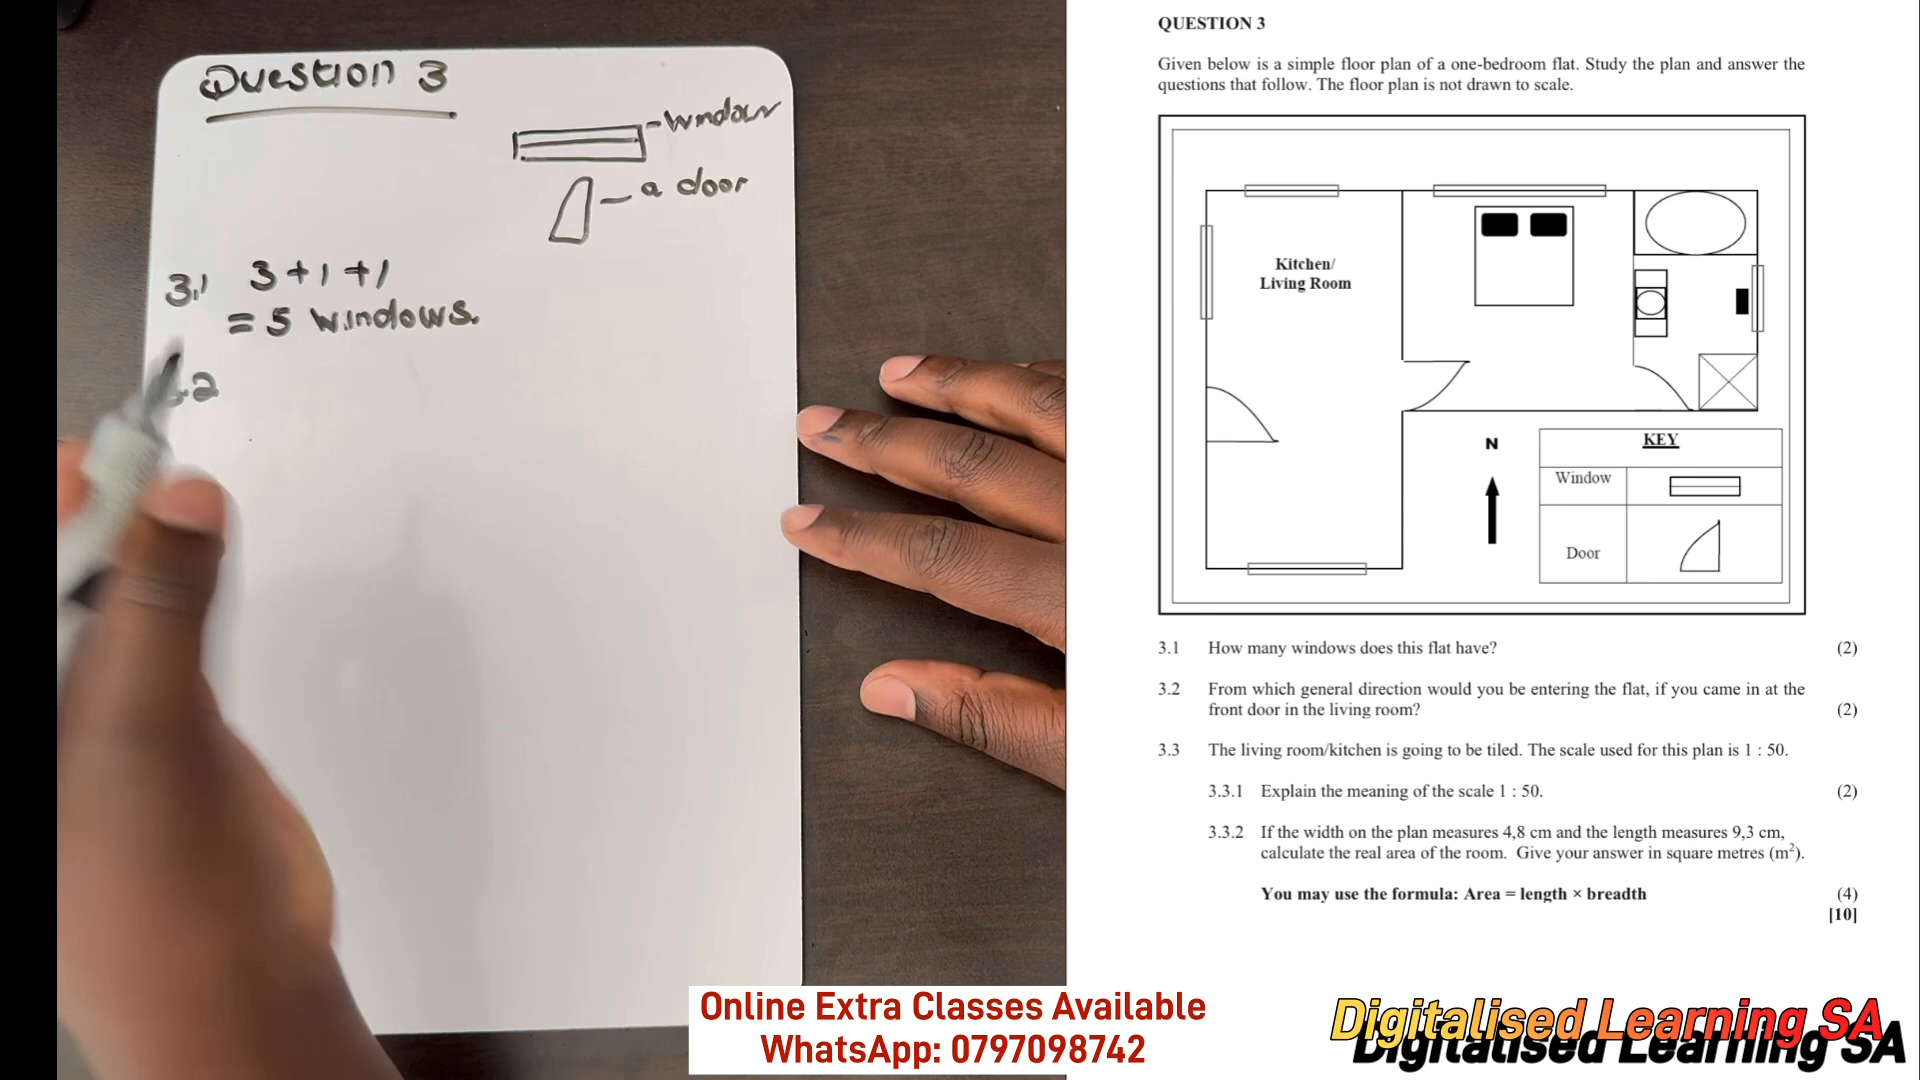 Question 3
-Window
-a door
3.1 3+1+1
= 5 windows.
.2
QUESTION 3
Given below is a simple floor plan of a one-bedroom flat. Study the plan and answer the
questions that follow. The floor plan is not drawn to scale.
Kitchen/
Living Room
N
KEY
Window
Door
3.1 How many windows does this flat have? (2)
3.2 From which general direction would you be entering the flat, if you came in at the
front door in the living room? (2)
3.3 The living room/kitchen is going to be tiled. The scale used for this plan is 1 : 50.
3.3.1 Explain the meaning of the scale 1 : 50. (2)
3.3.2 If the width on the plan measures 4,8 cm and the length measures 9,3 cm,
calculate the real area of the room. Give your answer in square metres (m²).
You may use the formula: Area = length × breadth (4)
[10]
Online Extra Classes Available
WhatsApp: 0797098742
Digitalised Learning SA